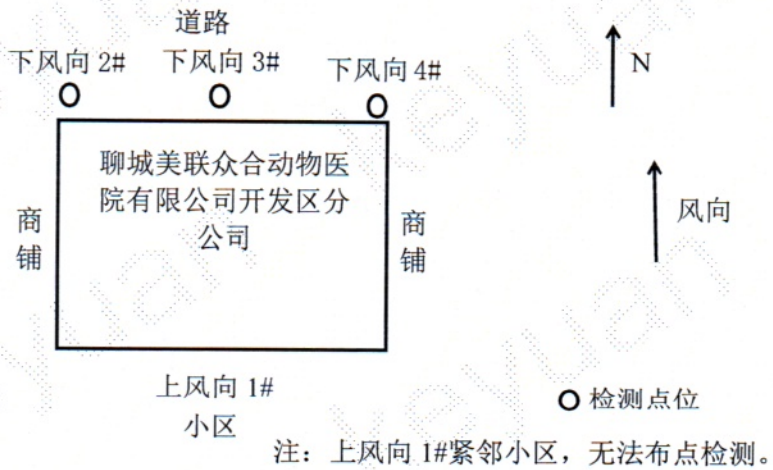 道路
下风向 2# 下风向 3# 下风向 4#
N
聊城美联众合动物医
院有限公司开发区分
公司
商
铺
商
铺
风向
上风向 1#
小区
检测点位
注：上风向 1#紧邻小区，无法布点检测。
keyuan
keyuan
keyuan